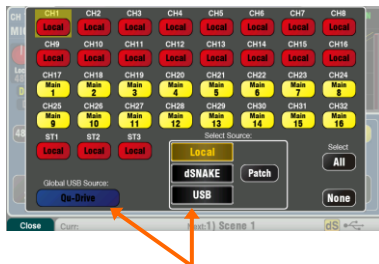 CH1 CH2 CH3 CH4 CH5 CH6 CH7 CH8
Local Local Local Local Local Local Local Local
CH9 CH10 CH11 CH12 CH13 CH14 CH15 CH16
Local Local Local Local Local Local Local Local
CH17 CH18 CH19 CH20 CH21 CH22 CH23 CH24
Main Main Main Main Main Main Main Main
1 2 3 4 5 6 7 8
CH25 CH26 CH27 CH28 CH29 CH30 CH31 CH32
Main Main Main Main Main Main Main Main
9 10 11 12 13 14 15 16
ST1 ST2 ST3 Select Source:
Local Local Local Local
Select
All
dSNAKE Patch
Global USB Source:
Qu-Drive USB None
Close Curr: Next:1) Scene 1 dS